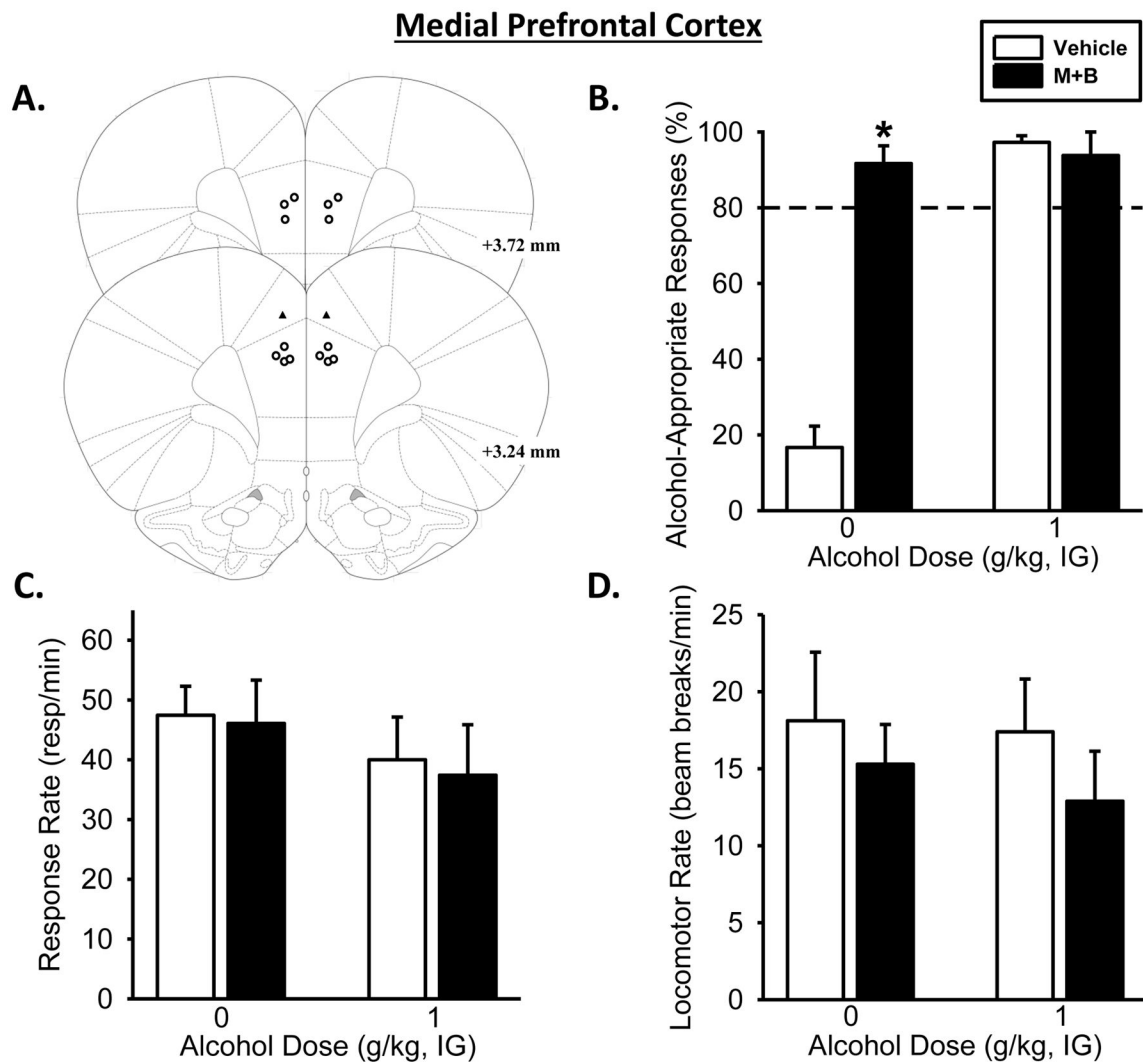 Medial Prefrontal Cortex
Vehicle
M+B
A.
+3.72 mm
+3.24 mm
B.
Alcohol-Appropriate Responses (%)
100
80
60
40
20
0
*
0
1
Alcohol Dose (g/kg, IG)
C.
Response Rate (resp/min)
60
50
40
30
20
10
0
0
1
Alcohol Dose (g/kg, IG)
D.
Locomotor Rate (beam breaks/min)
25
20
15
10
5
0
0
1
Alcohol Dose (g/kg, IG)